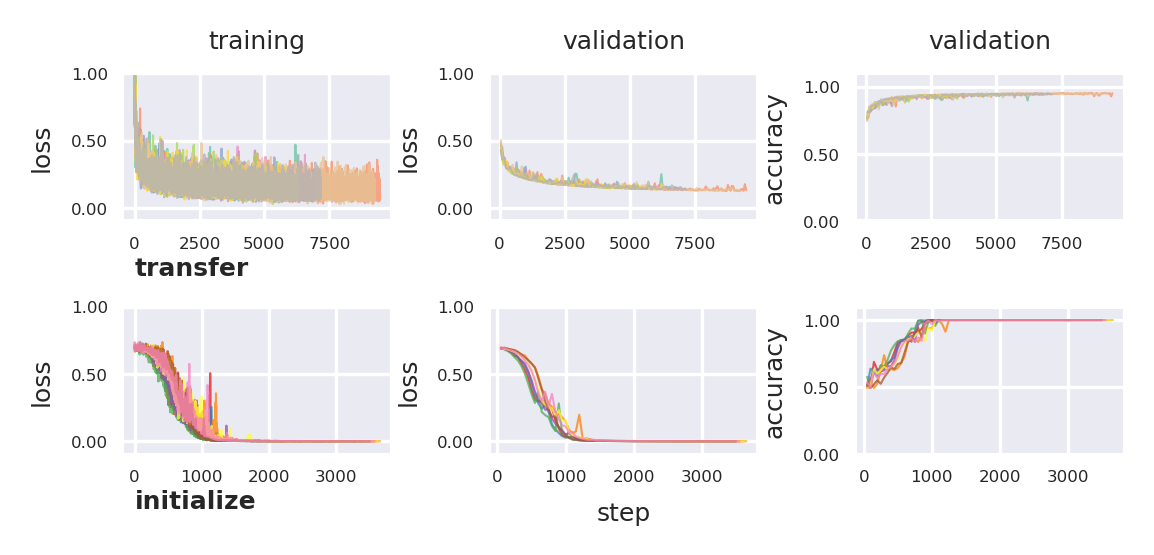 training validation validation
1.00 1.00
loss 0.50 loss 0.50 accuracy 1.00
0.50
0.00 0.00 0.00
0 2500 5000 7500 0 2500 5000 7500 0 2500 5000 7500
transfer
1.00 1.00 1.00
loss 0.50 loss 0.50 accuracy 0.50
0.00 0.00 0.00
0 1000 2000 3000 0 1000 2000 3000 0 1000 2000 3000
initialize
step